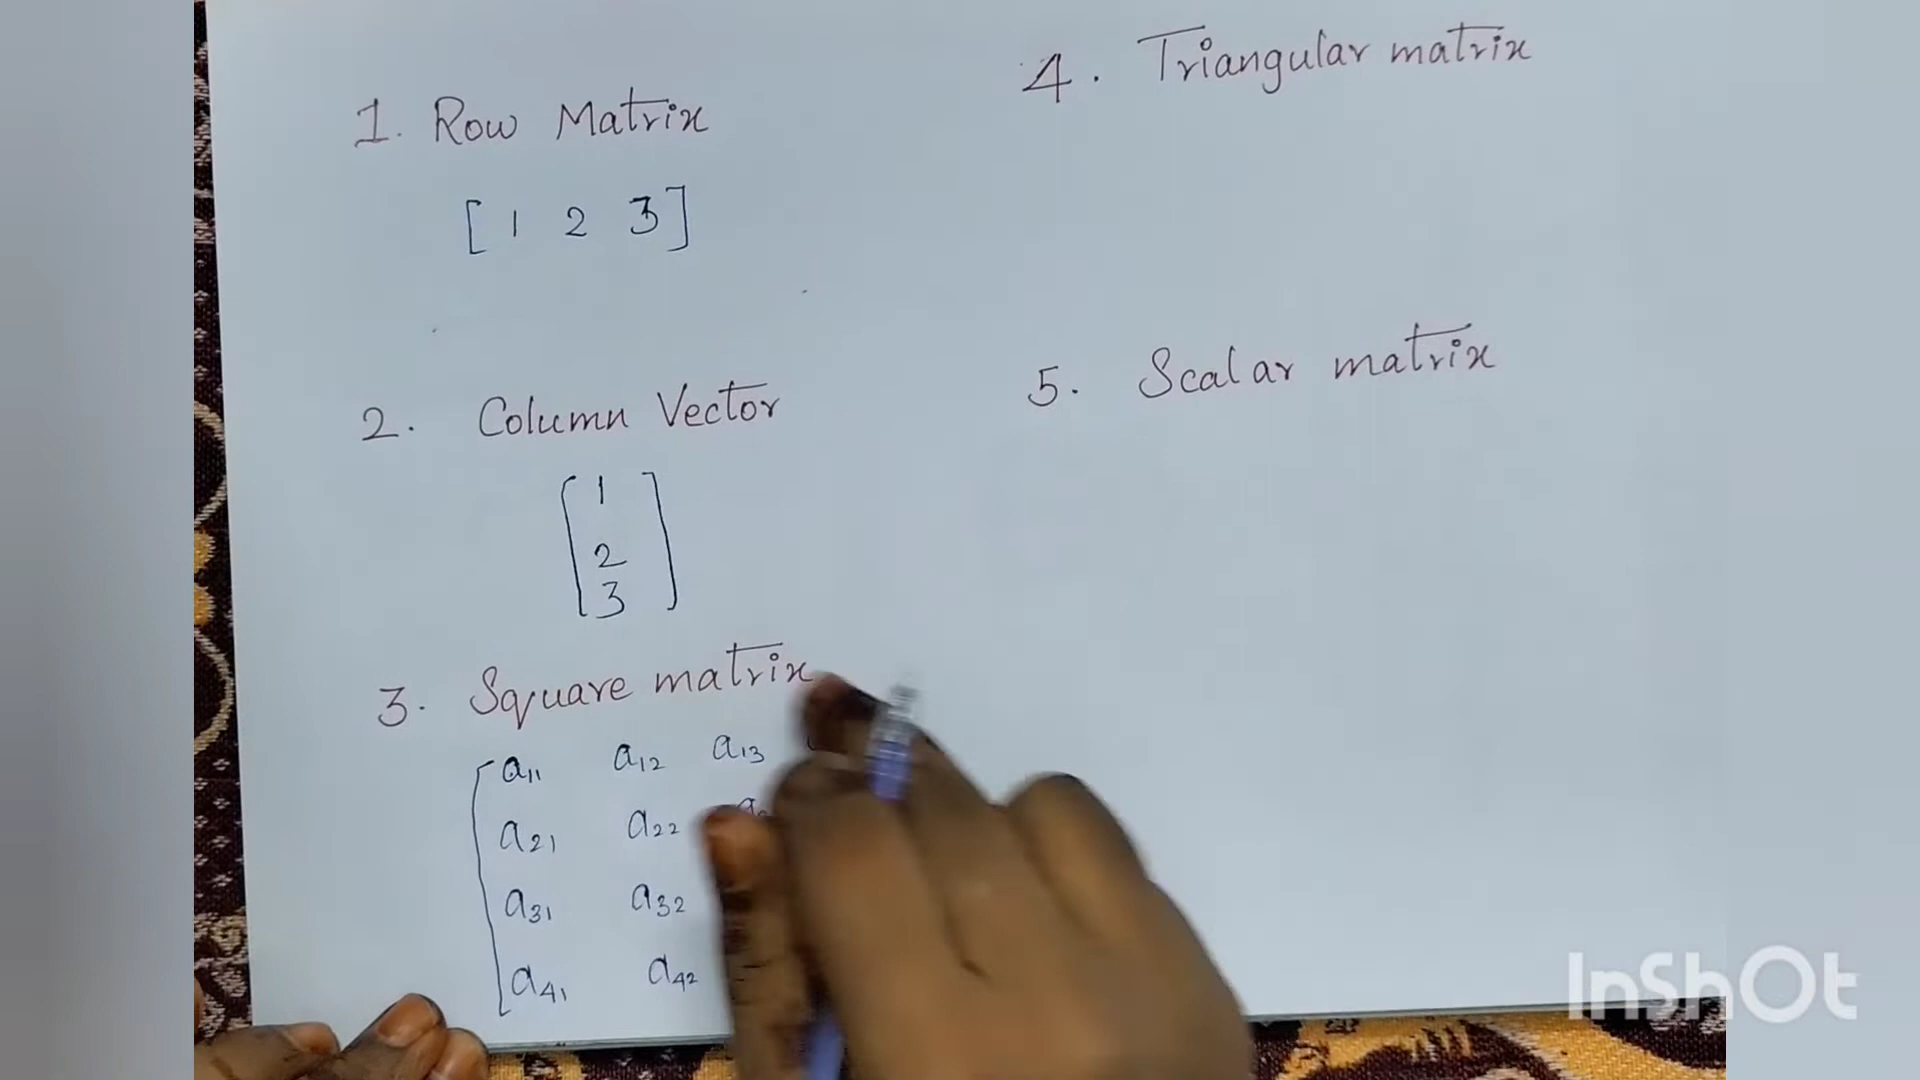 1. Row Matrix
[ 1 2 3 ]
2. Column Vector
1
2
3
3. Square matrix
a11 a12 a13
a21 a22
a31 a32
a41 a42
4. Triangular matrix
5. Scalar matrix
InShOt